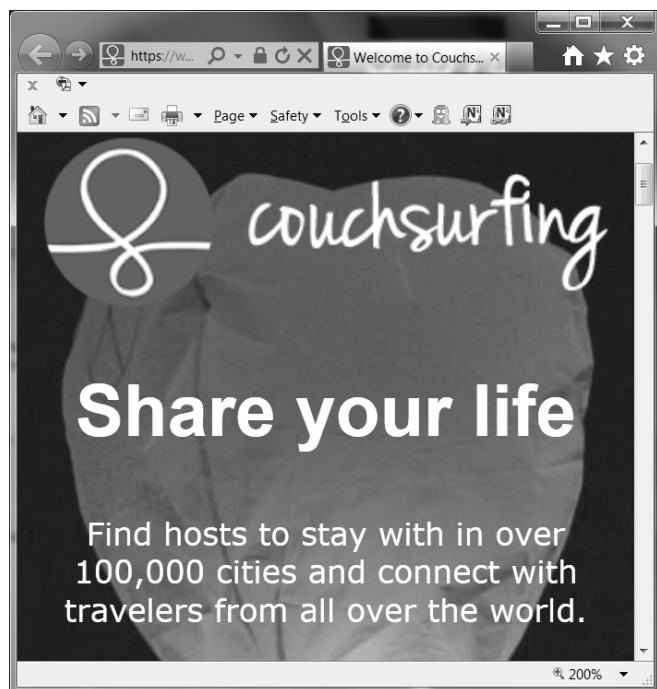 https://w...
Welcome to Couchs...
Page
Safety
Tools
couchsurfing
Share your life
Find hosts to stay with in over
100,000 cities and connect with
travelers from all over the world.
200%